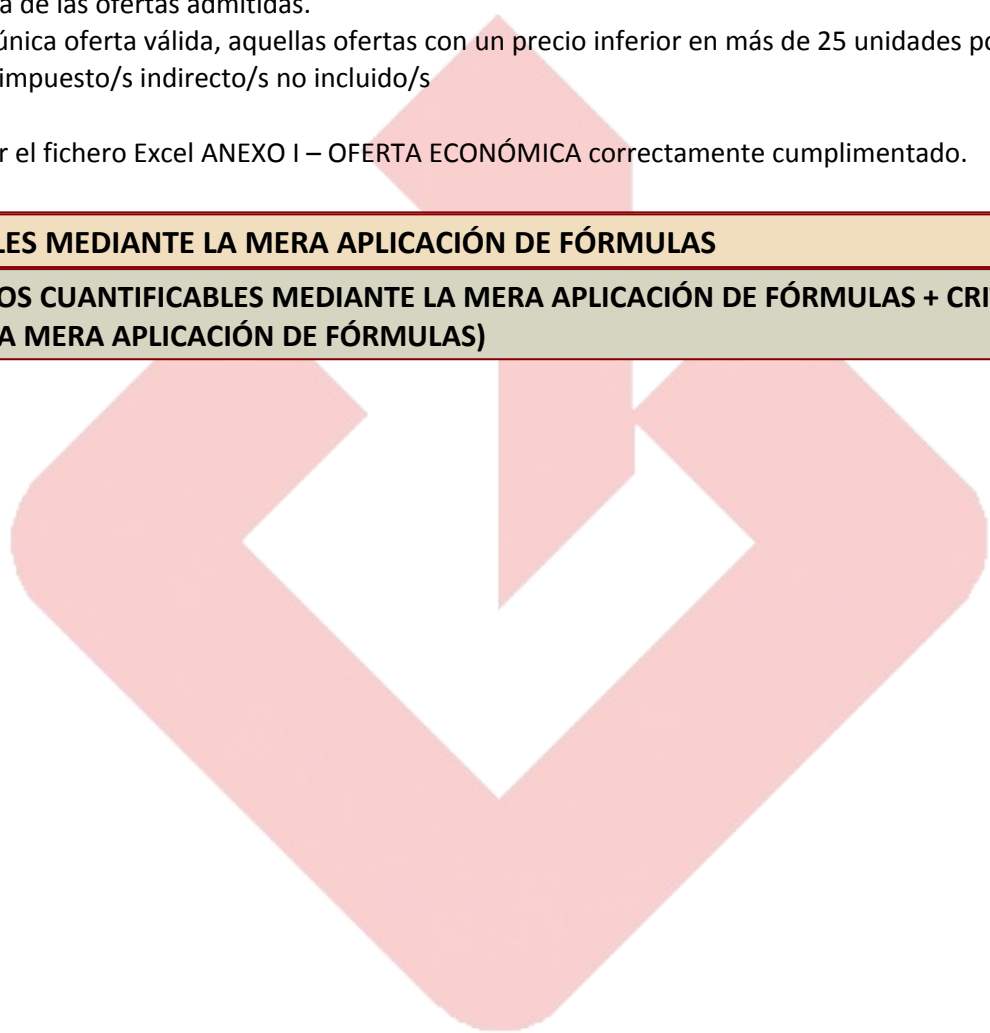 a de las ofertas admitidas.
única oferta válida, aquellas ofertas con un precio inferior en más de 25 unidades po
impuesto/s indirecto/s no incluido/s
r el fichero Excel ANEXO I – OFERTA ECONÓMICA correctamente cumplimentado.
LES MEDIANTE LA MERA APLICACIÓN DE FÓRMULAS
OS CUANTIFICABLES MEDIANTE LA MERA APLICACIÓN DE FÓRMULAS + CRI
A MERA APLICACIÓN DE FÓRMULAS)